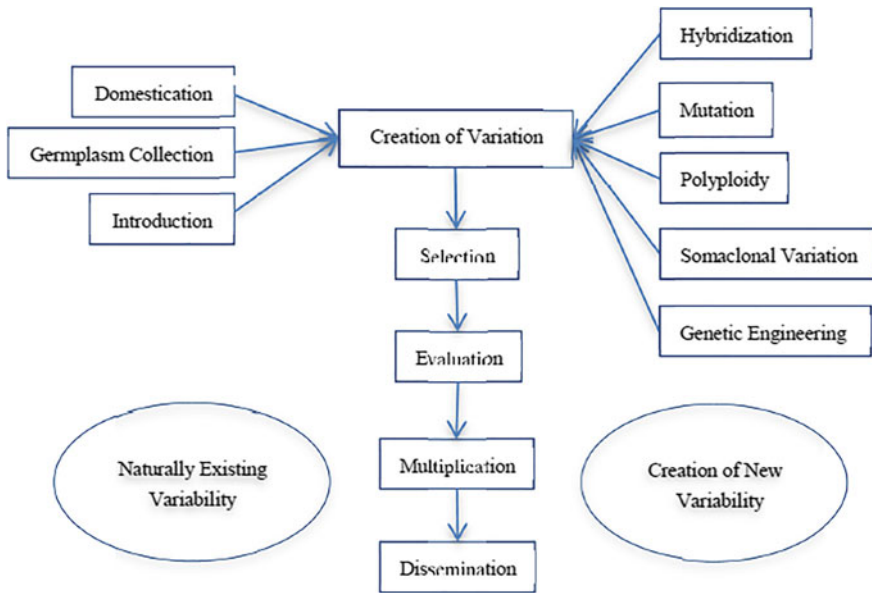 Domestication
Germplasm Collection
Introduction
Creation of Variation
Hybridization
Mutation
Polyploidy
Somaclonal Variation
Genetic Engineering
Selection
Evaluation
Multiplication
Dissemination
Naturally Existing
Variability
Creation of New
Variability